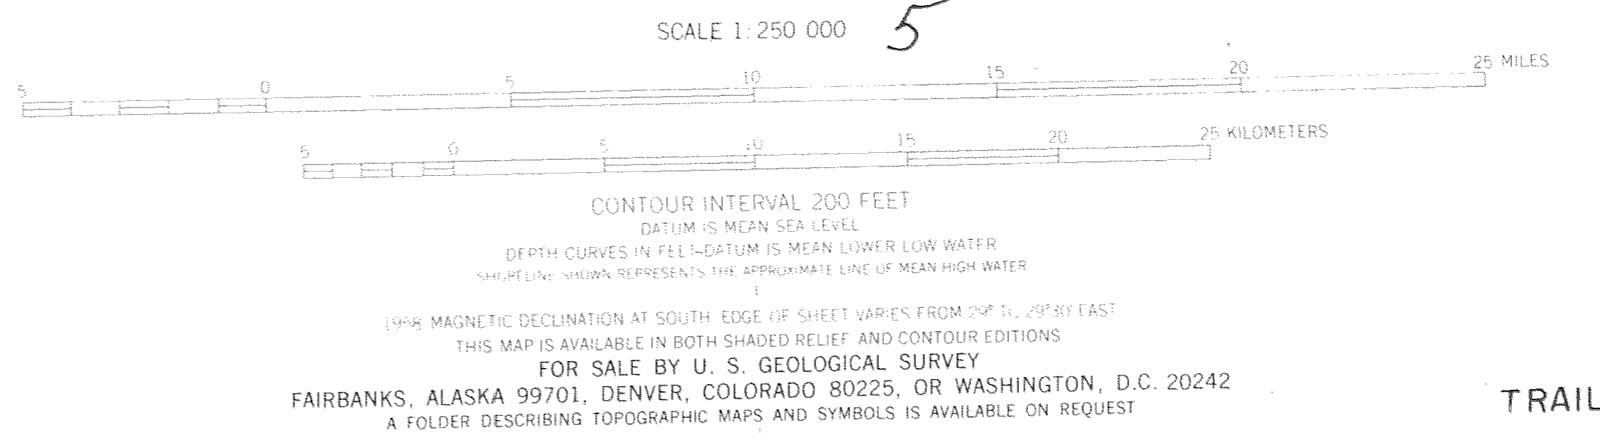 SCALE 1:250 000 5
5 0 5 10 15 20 25 MILES
5 0 5 10 15 20 25 KILOMETERS
CONTOUR INTERVAL 200 FEET
DATUM IS MEAN SEA LEVEL
DEPTH CURVES IN FEET–DATUM IS MEAN LOWER LOW WATER
SHORELINE SHOWN REPRESENTS THE APPROXIMATE LINE OF MEAN HIGH WATER
1958 MAGNETIC DECLINATION AT SOUTH EDGE OF SHEET VARIES FROM 29° TO 29°30' EAST
THIS MAP IS AVAILABLE IN BOTH SHADED RELIEF AND CONTOUR EDITIONS
FOR SALE BY U. S. GEOLOGICAL SURVEY
FAIRBANKS, ALASKA 99701, DENVER, COLORADO 80225, OR WASHINGTON, D.C. 20242
TRAIL
A FOLDER DESCRIBING TOPOGRAPHIC MAPS AND SYMBOLS IS AVAILABLE ON REQUEST